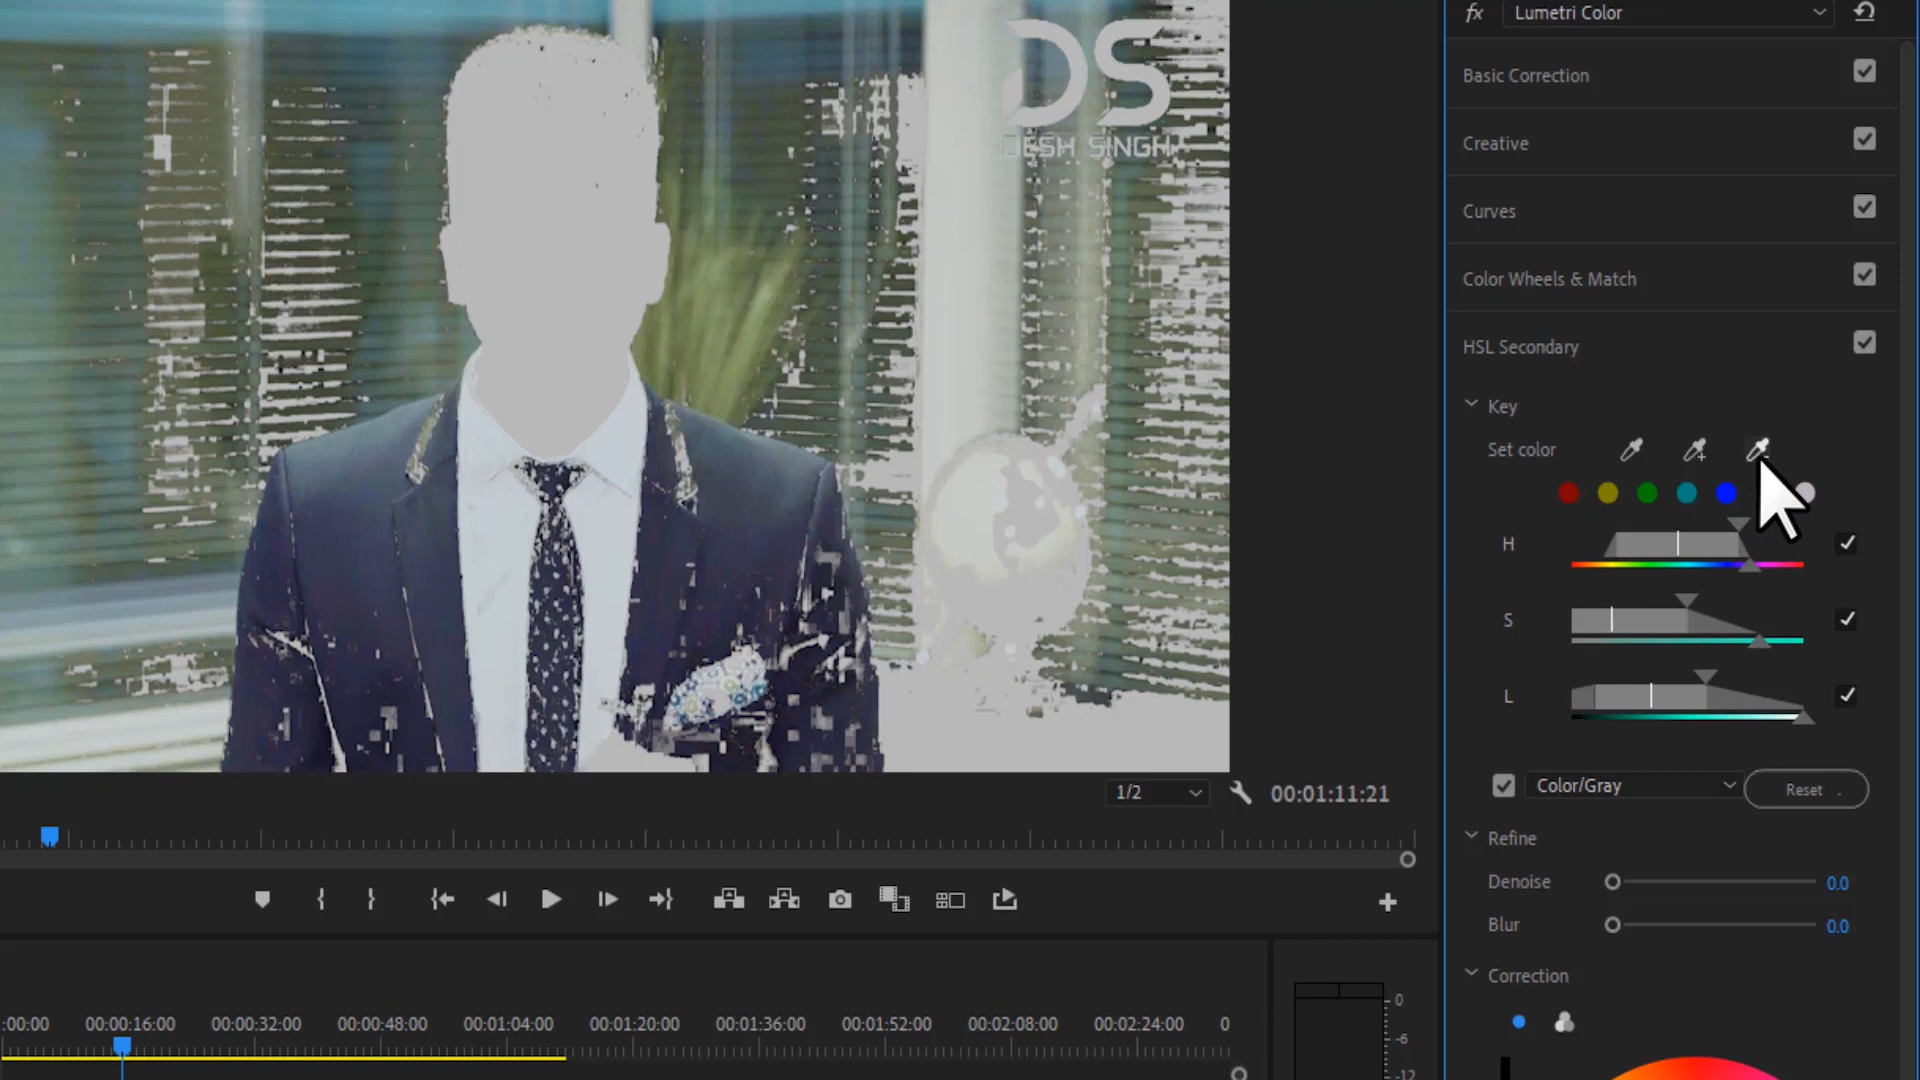 fx Lumetri Color
DS
DESH SINGH
Basic Correction
Creative
Curves
Color Wheels & Match
HSL Secondary
Key
Set color
H
S
L
Color/Gray
Reset
1/2
00:01:11:21
Refine
Denoise
0.0
Blur
0.0
Correction
:00:00 00:00:16:00 00:00:32:00 00:00:48:00 00:01:04:00 00:01:20:00 00:01:36:00 00:01:52:00 00:02:08:00 00:02:24:00 0
0
-6
-12